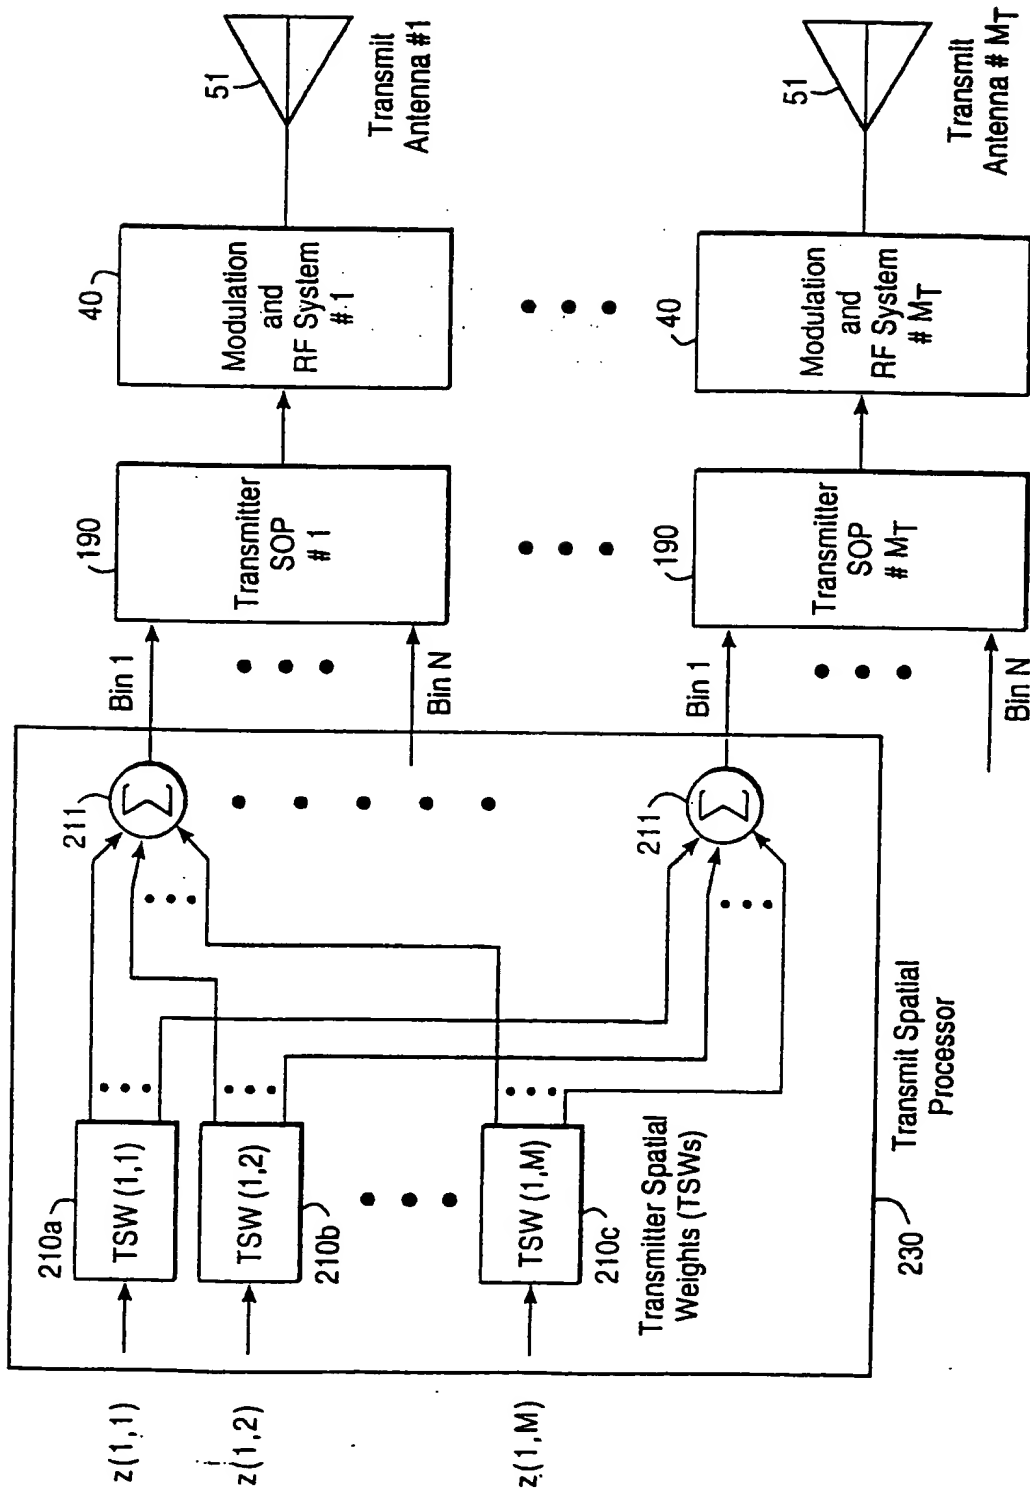 z(1,1)
z(1,2)
z(1,M)
210a
TSW (1,1)
TSW (1,2)
210b
TSW (1,M)
210c
Transmitter Spatial
Weights (TSWs)
230
Transmit Spatial
Processor
211
Σ
211
Σ
Bin 1
Bin N
Bin 1
Bin N
190
Transmitter
SOP
# 1
190
Transmitter
SOP
# MT
40
Modulation
and
RF System
# 1
40
Modulation
and
RF System
# MT
51
Transmit
Antenna #1
51
Transmit
Antenna # MT